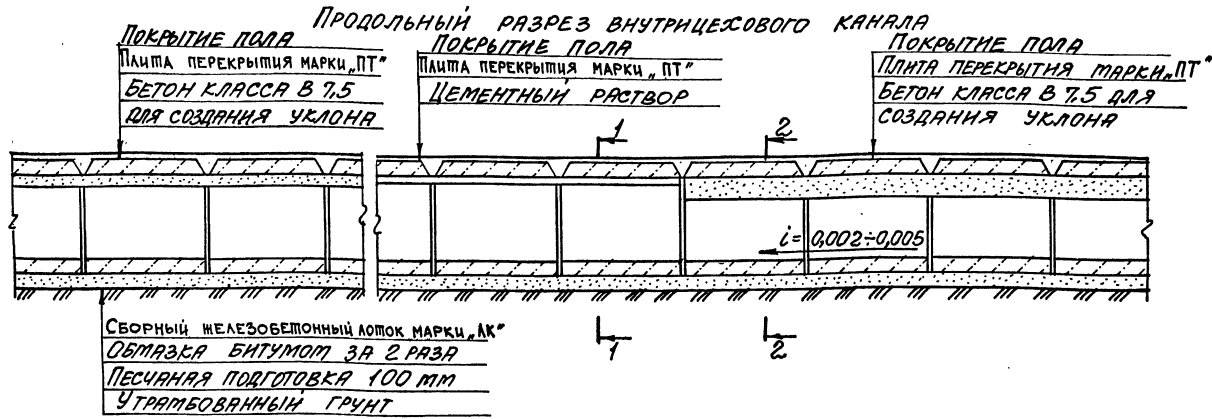 Продольный разрез внутрицехового канала
Покрытие пола
Плита перекрытия марки „ПТ"
Бетон класса В 7,5
для создания уклона
Покрытие пола
Плита перекрытия марки „ПТ"
Цементный раствор
Покрытие пола
Плита перекрытия марки „ПТ"
Бетон класса В 7,5 для
создания уклона
1
2
i= 0,002÷0,005
1
2
Сборный железобетонный лоток марки „ЛК"
Обмазка битумом за 2 раза
Песчаная подготовка 100 мм
Утрамбованный грунт